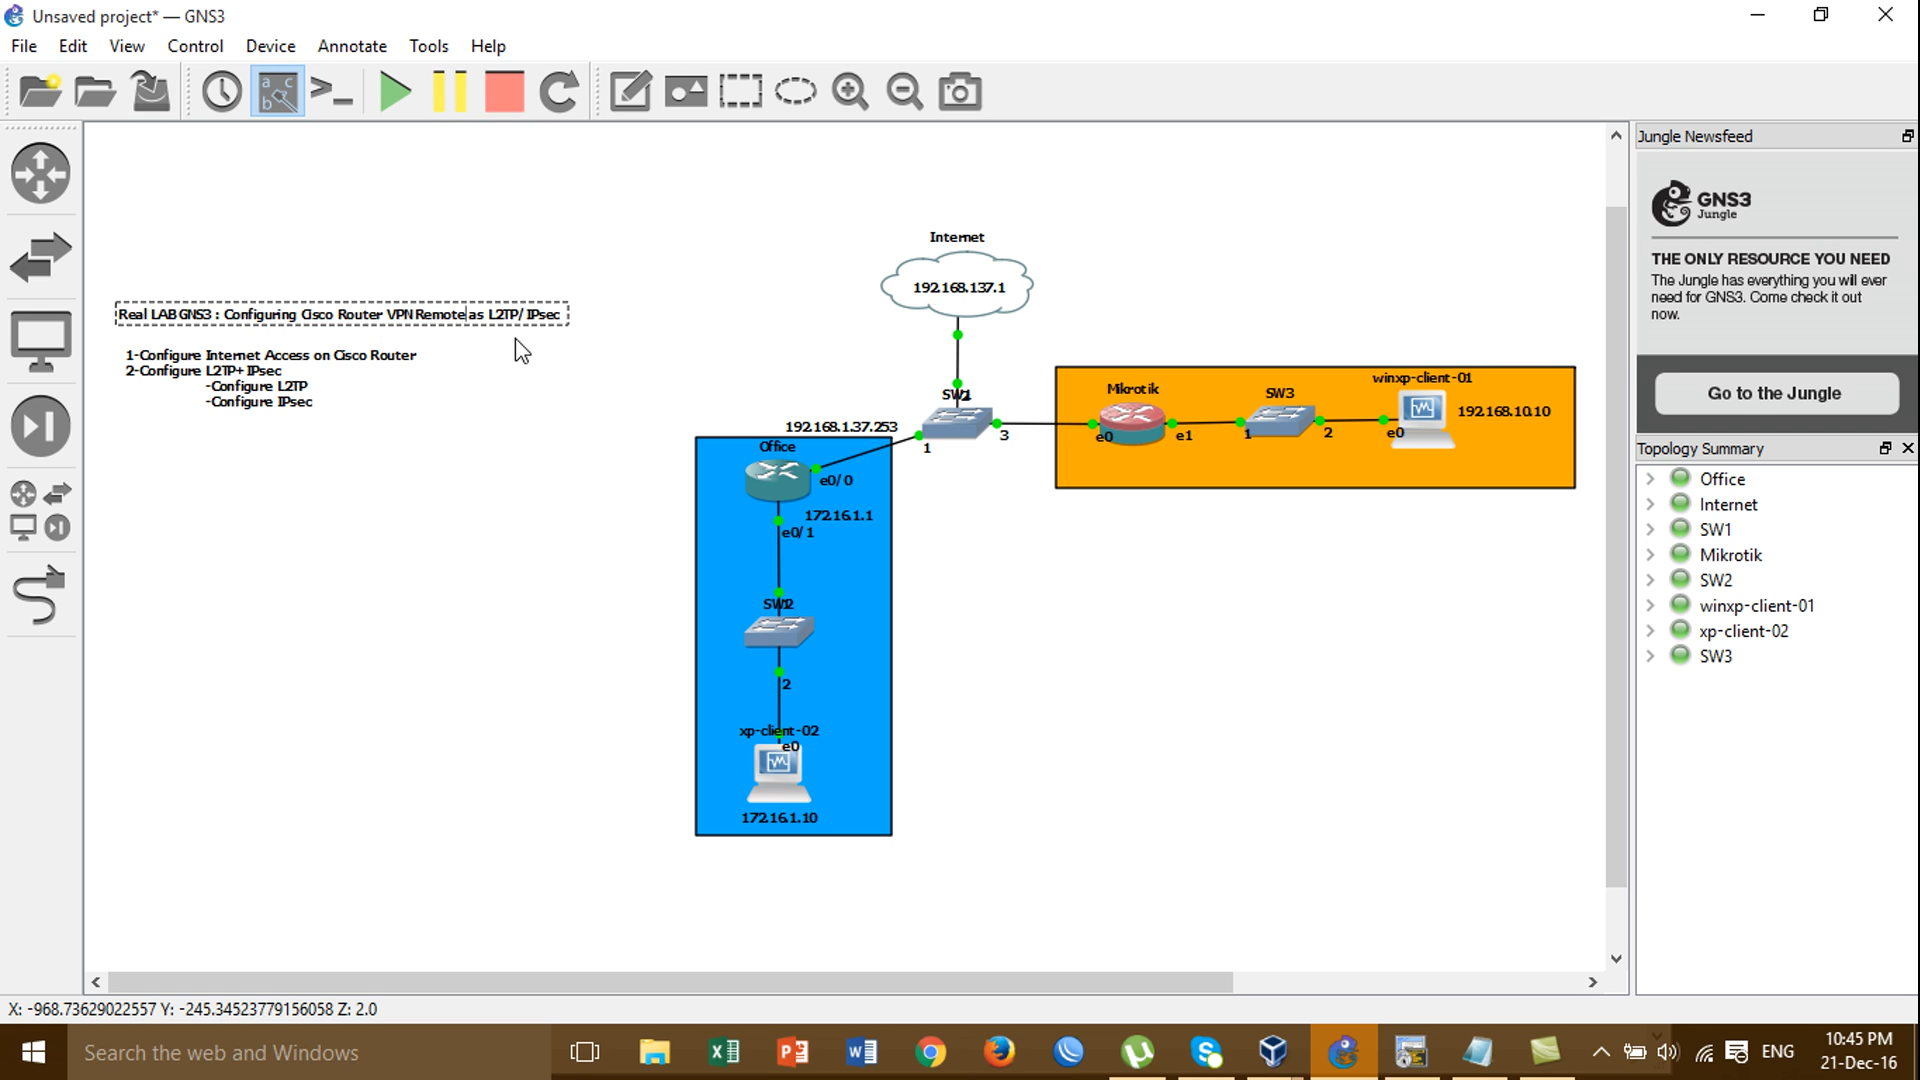 Unsaved project* — GNS3
File Edit View Control Device Annotate Tools Help
Jungle Newsfeed
GNS3
Jungle
THE ONLY RESOURCE YOU NEED
The Jungle has everything you will ever
need for GNS3. Come check it out
now.
Go to the Jungle
Topology Summary
Office
Internet
SW1
Mikrotik
SW2
winxp-client-01
xp-client-02
SW3
Real LAB GNS3 : Configuring Cisco Router VPN Remote as L2TP/ IPsec
1-Configure Internet Access on Cisco Router
2-Configure L2TP+ IPsec
-Configure L2TP
-Configure IPsec
Internet
192.168.137.1
SW1
3
1
192.168.1.37.253
Office
e0/0
172.16.1.1
e0/1
SW2
2
xp-client-02
e0
172.16.1.10
Mikrotik
e0
e1
SW3
1
2
winxp-client-01
e0
192.168.10.10
X: -968.73629022557 Y: -245.34523779156058 Z: 2.0
Search the web and Windows
ENG
10:45 PM
21-Dec-16